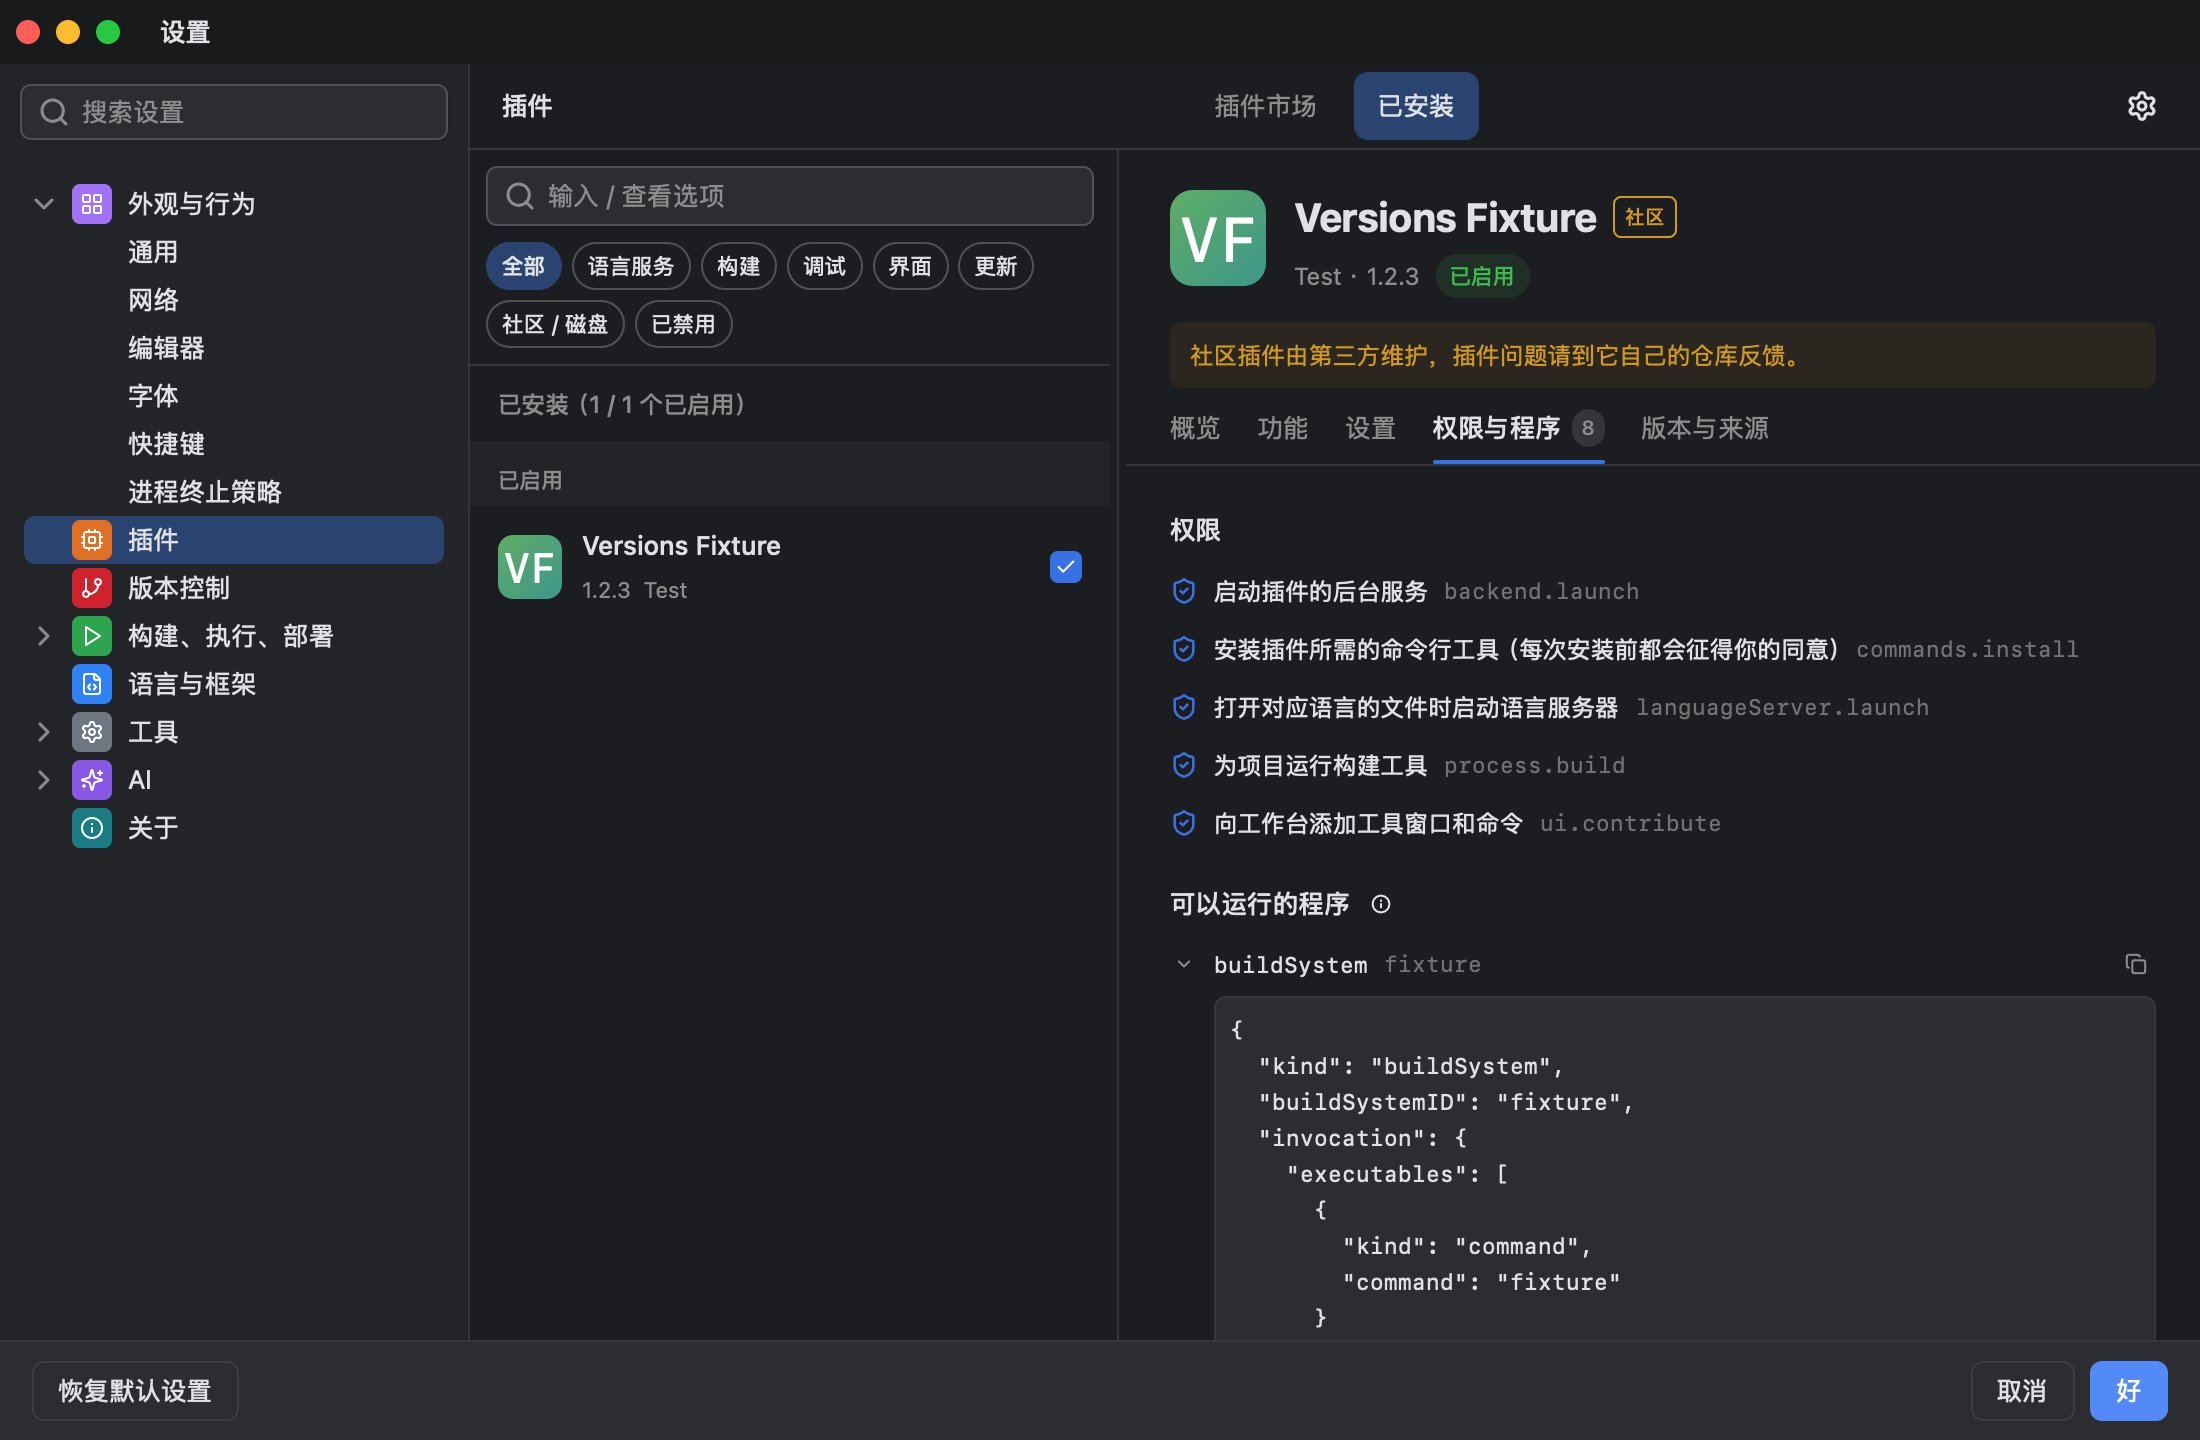 设置
搜索设置
外观与行为
通用
网络
编辑器
字体
快捷键
进程终止策略
插件
版本控制
构建、执行、部署
语言与框架
工具
AI
关于
插件
插件市场
已安装
输入 / 查看选项
全部
语言服务
构建
调试
界面
更新
社区 / 磁盘
已禁用
已安装（1 / 1 个已启用）
已启用
VF
Versions Fixture
1.2.3 Test
VF
Versions Fixture 社区
Test · 1.2.3 已启用
社区插件由第三方维护，插件问题请到它自己的仓库反馈。
概览
功能
设置
权限与程序 8
版本与来源
权限
启动插件的后台服务 backend.launch
安装插件所需的命令行工具（每次安装前都会征得你的同意） commands.install
打开对应语言的文件时启动语言服务器 languageServer.launch
为项目运行构建工具 process.build
向工作台添加工具窗口和命令 ui.contribute
可以运行的程序
buildSystem fixture
{
"kind": "buildSystem",
"buildSystemID": "fixture",
"invocation": {
"executables": [
{
"kind": "command",
"command": "fixture"
}
恢复默认设置
取消
好